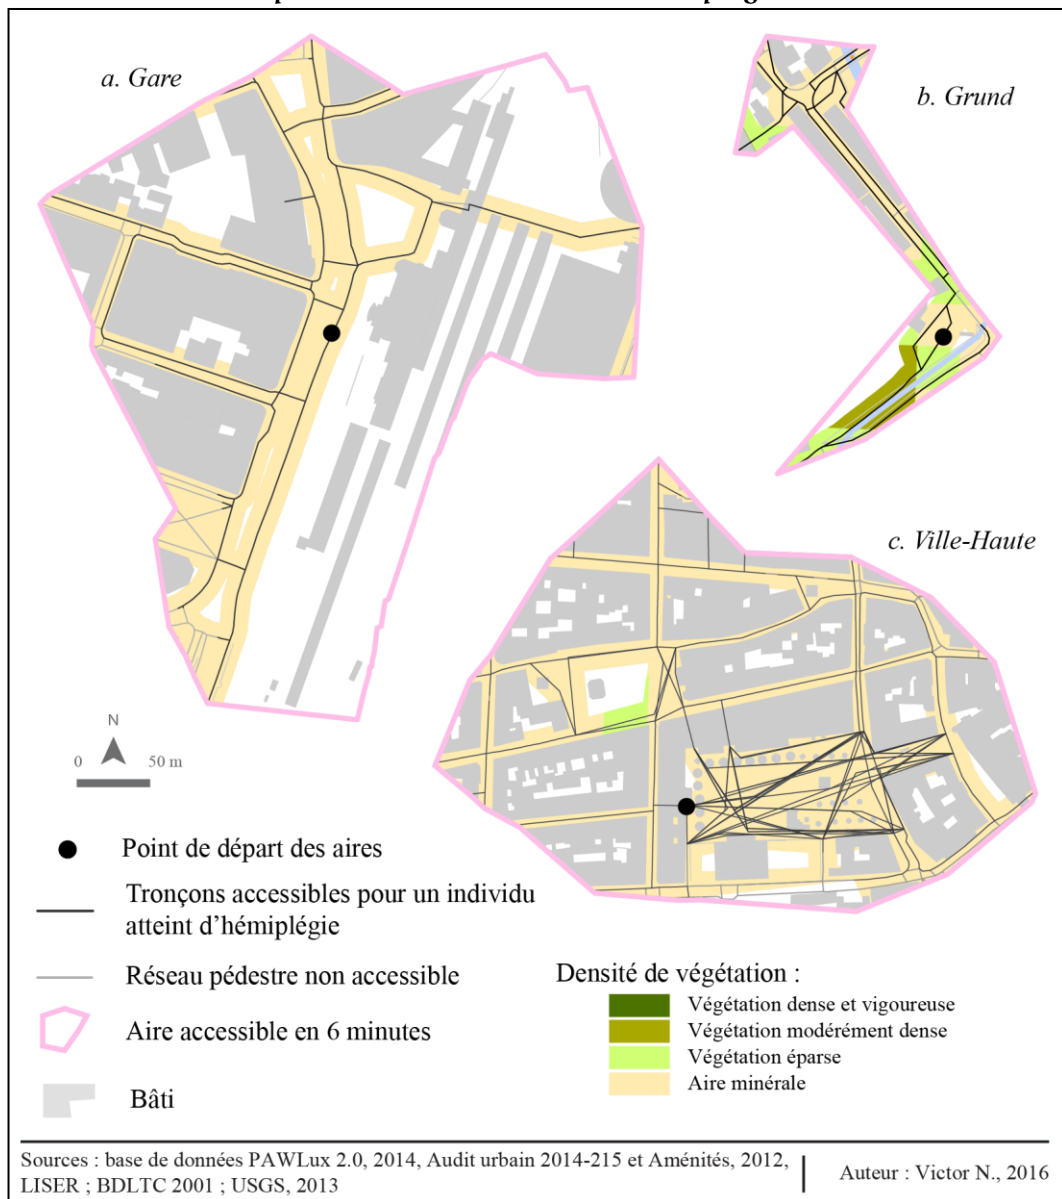 a. Gare
b. Grund
c. Ville-Haute
N
0 50 m
Point de départ des aires
Tronçons accessibles pour un individu
atteint d’hémiplégie
Réseau pédestre non accessible
Aire accessible en 6 minutes
Bâti
Densité de végétation :
Végétation dense et vigoureuse
Végétation modérément dense
Végétation éparse
Aire minérale
Sources : base de données PAWLux 2.0, 2014, Audit urbain 2014-215 et Aménités, 2012,
LISER ; BDLTC 2001 ; USGS, 2013
Auteur : Victor N., 2016